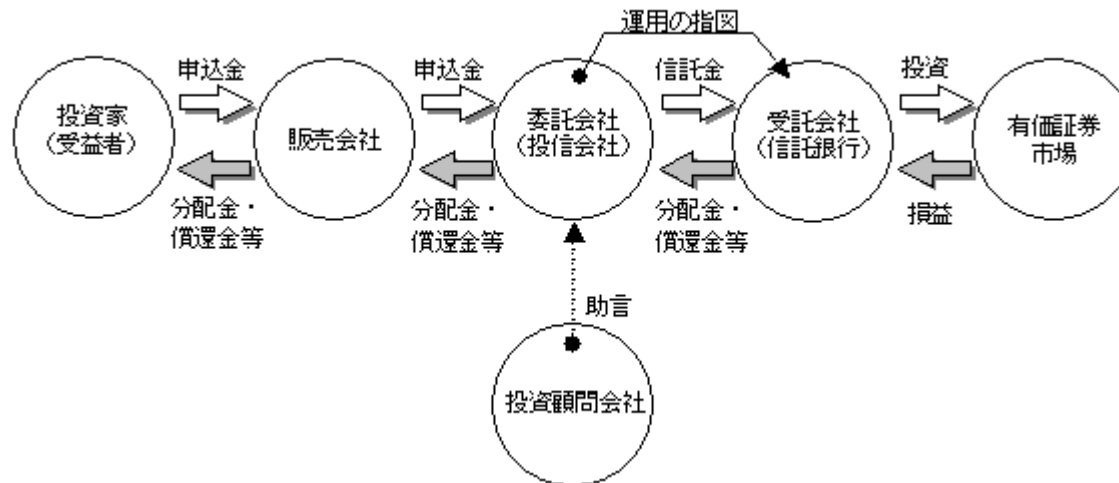 運用の指図
申込金
申込金
信託金
投資
投資家
(受益者)
販売会社
委託会社
(投信会社)
受託会社
(信託銀行)
有価証券
市場
分配金・
償還金等
分配金・
償還金等
分配金・
償還金等
損益
助言
投資顧問会社